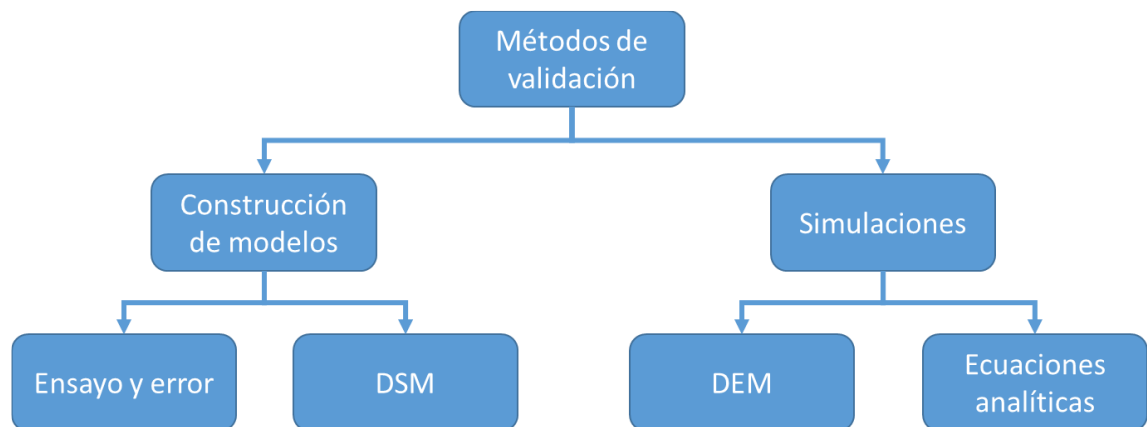 Métodos de
validación
Construcción
de modelos
Simulaciones
Ensayo y error
DSM
DEM
Ecuaciones
analíticas